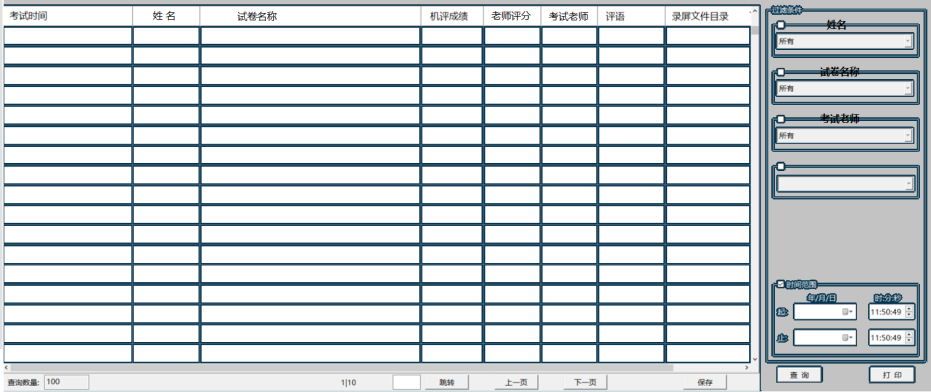 考试时间 姓 名 试卷名称 机评成绩 老师评分 考试老师 评语 录屏文件目录
过滤条件
姓名
所有
试卷名称
所有
考试老师
所有
时间范围
年/月/日 时:分:秒
起: 11:50:49
止: 11:50:49
查询数量: 100 1|10 跳转 上一页 下一页 保存
查 询 打 印